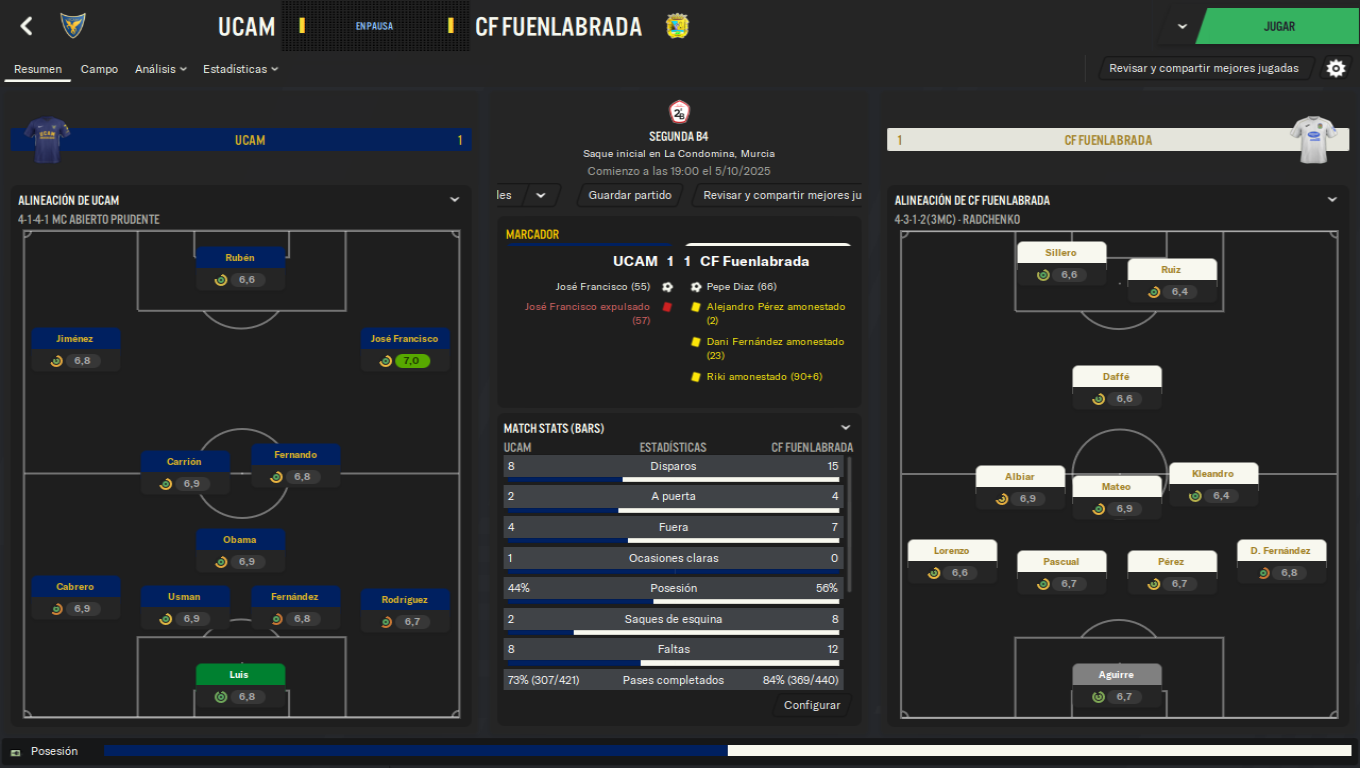 UCAM
EN PAUSA
CF FUENLABRADA
JUGAR
Resumen
Campo
Análisis
Estadísticas
Revisar y compartir mejores jugadas
UCAM
1
ALINEACIÓN DE UCAM
4-1-4-1 MC ABIERTO PRUDENTE
Rubén
6,6
Jiménez
6,8
José Francisco
7,0
Carrión
6,9
Fernando
6,8
Obama
6,9
Cabrero
6,9
Usman
6,9
Fernández
6,8
Rodríguez
6,7
Luis
6,8
2ªB
SEGUNDA B4
Saque inicial en La Condomina, Murcia
Comienzo a las 19:00 el 5/10/2025
les
Guardar partido
Revisar y compartir mejores ju
MARCADOR
UCAM 1 1 CF Fuenlabrada
José Francisco (55)
Pepe Díaz (66)
José Francisco expulsado
(57)
Alejandro Pérez amonestado
(2)
Dani Fernández amonestado
(23)
Riki amonestado (90+6)
MATCH STATS (BARS)
UCAM ESTADÍSTICAS CF FUENLABRADA
8 Disparos 15
2 A puerta 4
4 Fuera 7
1 Ocasiones claras 0
44% Posesión 56%
2 Saques de esquina 8
8 Faltas 12
73% (307/421) Pases completados 84% (369/440)
Configurar
1
CF FUENLABRADA
ALINEACIÓN DE CF FUENLABRADA
4-3-1-2(3MC) - RADCHENKO
Sillero
6,6
Ruiz
6,4
Daffé
6,6
Albiar
6,9
Mateo
6,9
Kleandro
6,4
Lorenzo
6,6
Pascual
6,7
Pérez
6,7
D. Fernández
6,8
Aguirre
6,7
Posesión